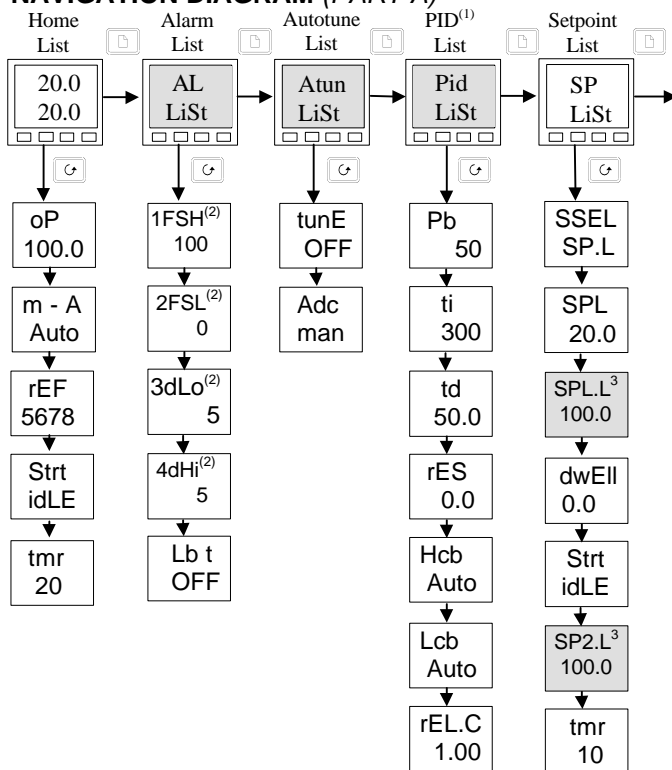 NAVIGATION DIAGRAM (PART A)
Home
List
20.0
20.0
oP
100.0
m - A
Auto
rEF
5678
Strt
idLE
tmr
20
Alarm
List
AL
LiSt
1FSH(2)
100
2FSL(2)
0
3dLo(2)
5
4dHi(2)
5
Lb t
OFF
Autotune
List
Atun
LiSt
tunE
OFF
Adc
man
PID(1)
List
Pid
LiSt
Pb
50
ti
300
td
50.0
rES
0.0
Hcb
Auto
Lcb
Auto
rEL.C
1.00
Setpoint
List
SP
LiSt
SSEL
SP.L
SPL
20.0
SPL.L3
100.0
dwEll
0.0
Strt
idLE
SP2.L3
100.0
tmr
10